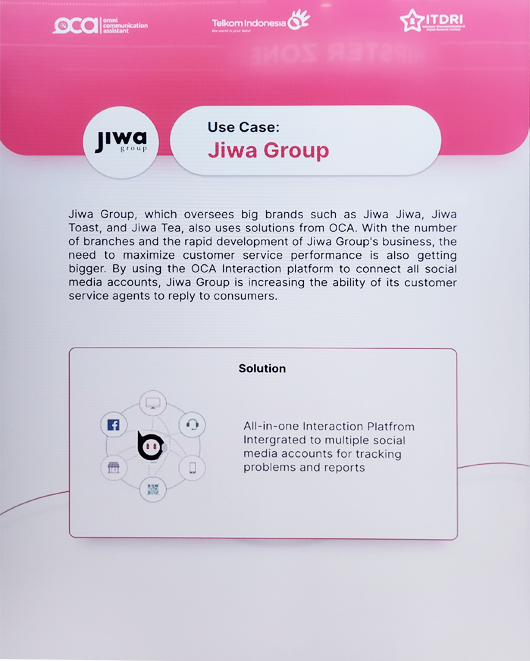 oca omni communication assistant
Telkom Indonesia
the world in your hand
ITDRI
Use Case:
Jiwa Group
JIWA
group
Jiwa Group, which oversees big brands such as Jiwa Jiwa, Jiwa
Toast, and Jiwa Tea, also uses solutions from OCA. With the number
of branches and the rapid development of Jiwa Group's business, the
need to maximize customer service performance is also getting
bigger. By using the OCA Interaction platform to connect all social
media accounts, Jiwa Group is increasing the ability of its customer
service agents to reply to consumers.
Solution
All-in-one Interaction Platfrom
Intergrated to multiple social
media accounts for tracking
problems and reports